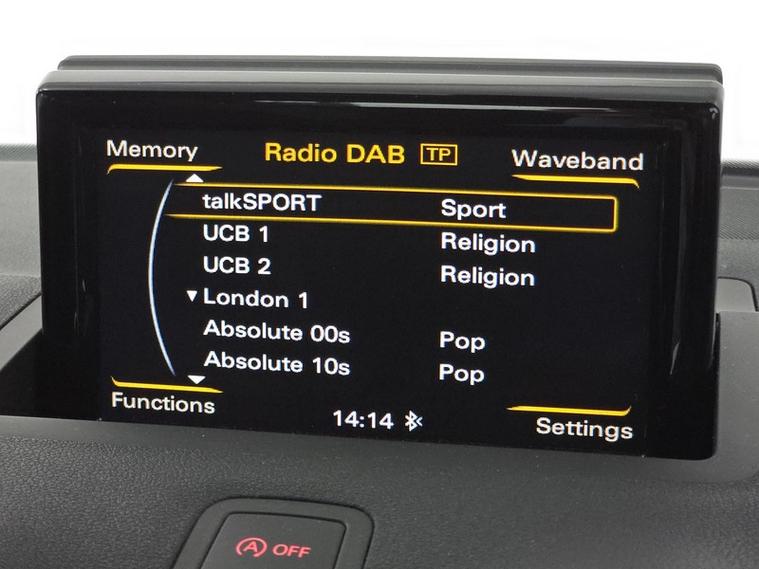 Memory Radio DAB TP Waveband
talkSPORT Sport
UCB 1 Religion
UCB 2 Religion
▼ London 1
Absolute 00s Pop
Absolute 10s Pop
Functions 14:14 Settings
A OFF